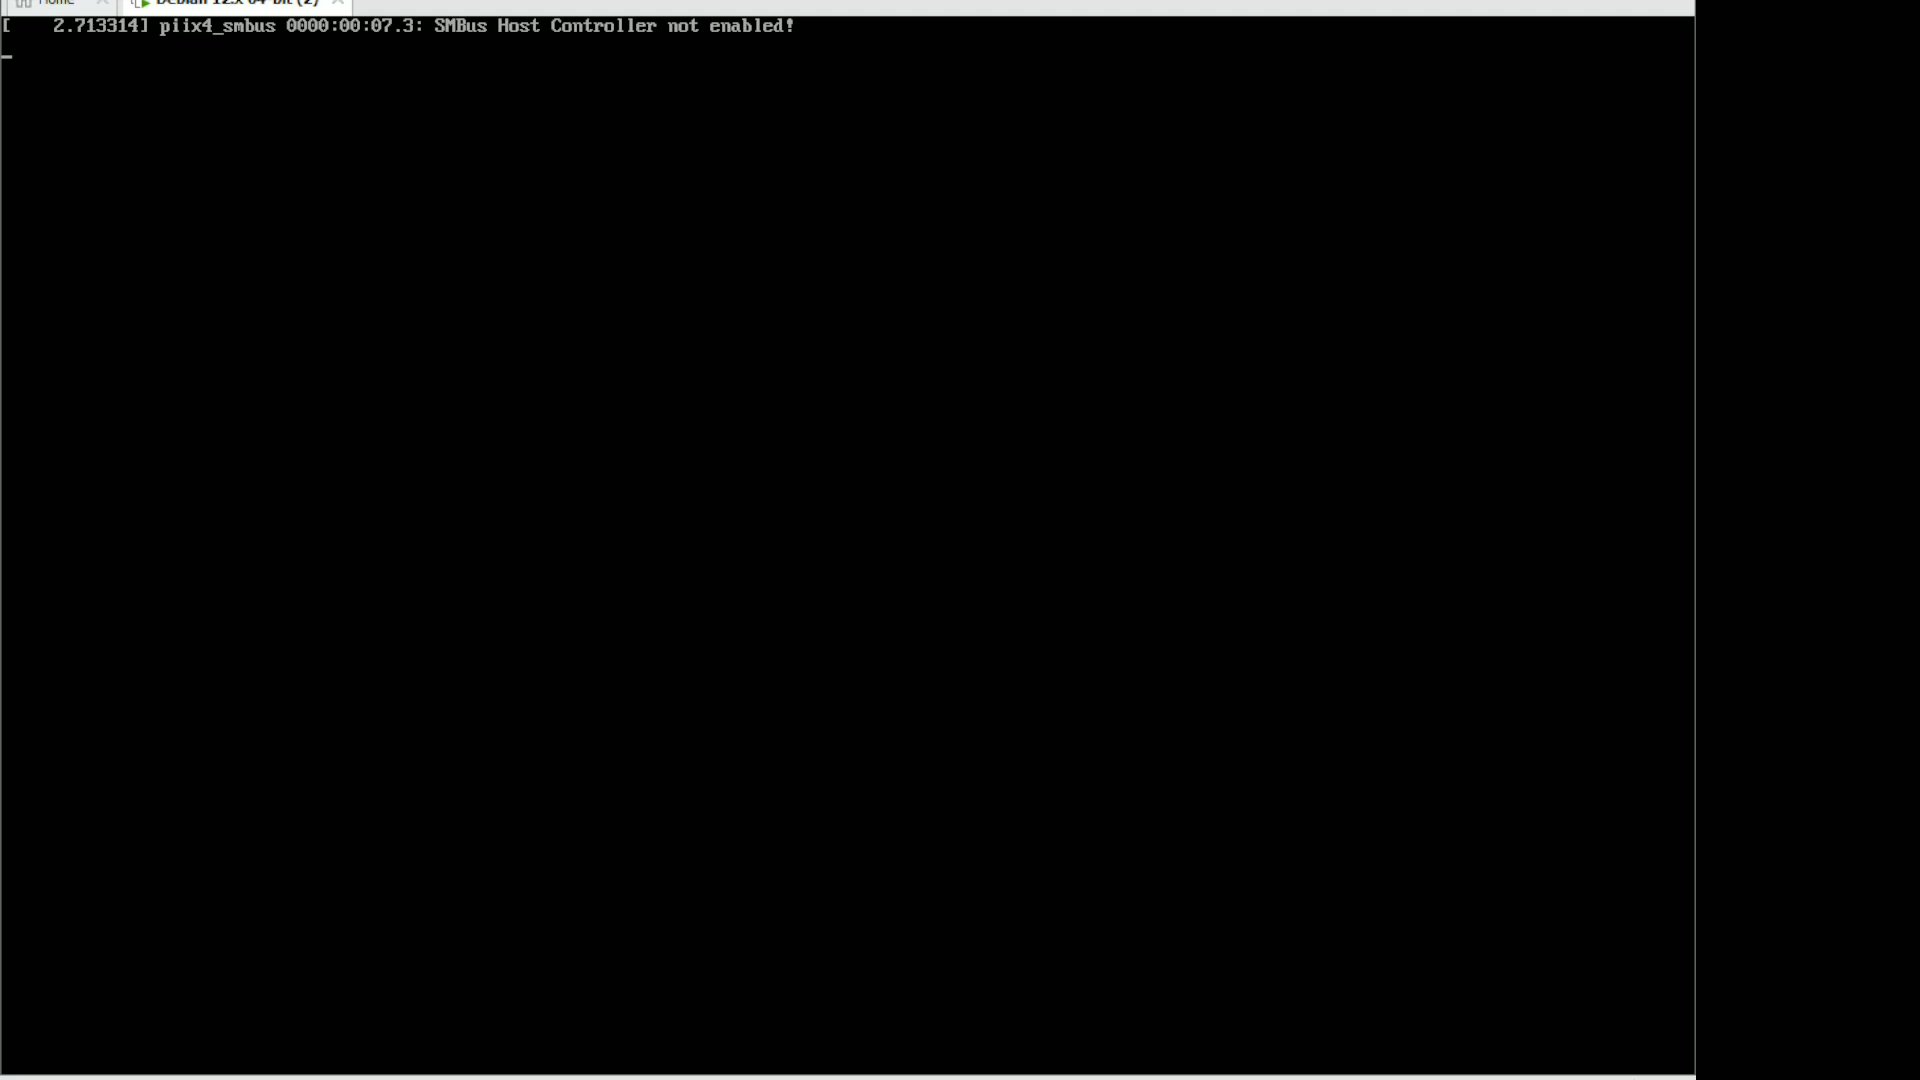 Home
Debian 12.x 64-bit (2)
[    2.713314] piix4_smbus 0000:00:07.3: SMBus Host Controller not enabled!